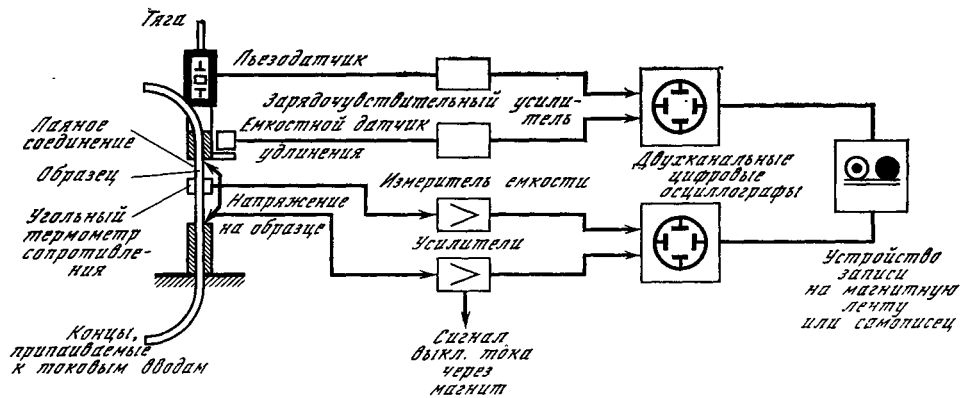 Тяга
Пьезодатчик
Зарядочувствительный усили-
тель
Емкостной датчик
удлинения
Паяное
соединение
Образец
Угольный
термометр
сопротивле-
ния
Напряжение
на образце
Измеритель емкости
Усилители
Двухканальные
цифровые
осциллографы
Устройство
записи
на магнитную
ленту
или самописец
Концы,
припаиваемые
к токовым вводам
Сигнал
выкл. тока
через
магнит